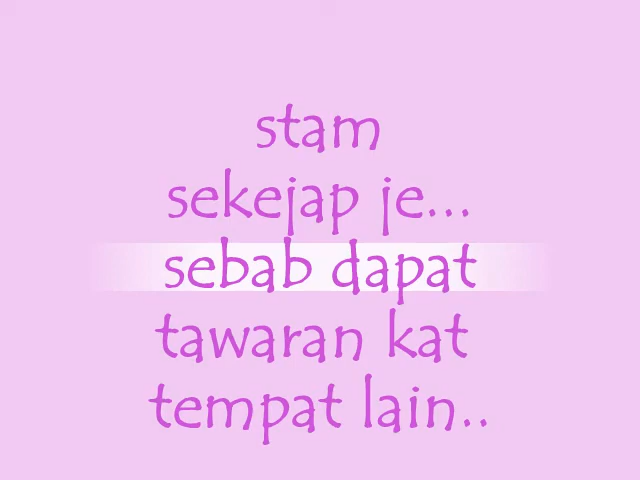 stam
sekejap je...
sebab dapat
tawaran kat
tempat lain..